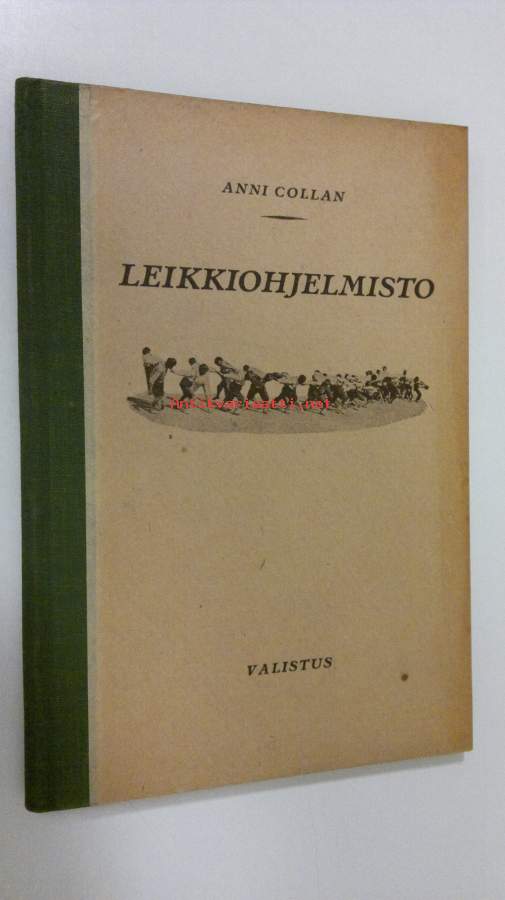 ANNI COLLAN
LEIKKIOHJELMISTO
Antikvariaatti.net
VALISTUS